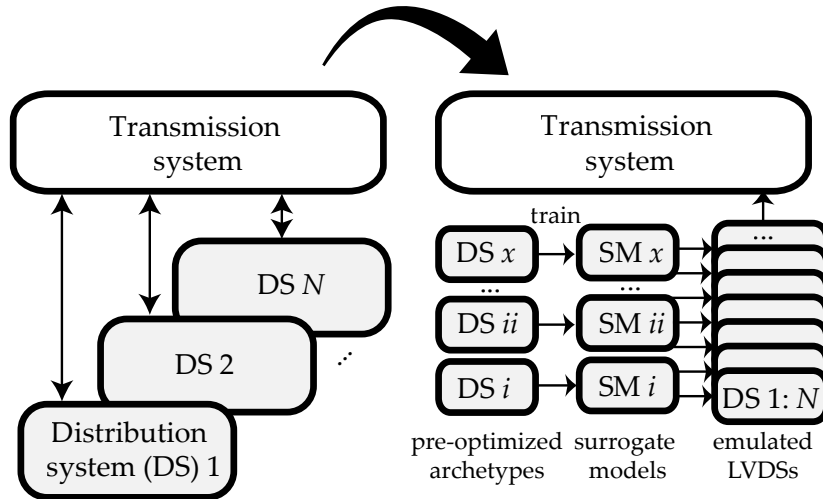 Transmission
system
DS N
DS 2
...
Distribution
system (DS) 1
Transmission
system
train
...
DS x
SM x
...
...
DS ii
SM ii
DS i
SM i
DS 1: N
pre-optimized
archetypes
surrogate
models
emulated
LVDSs